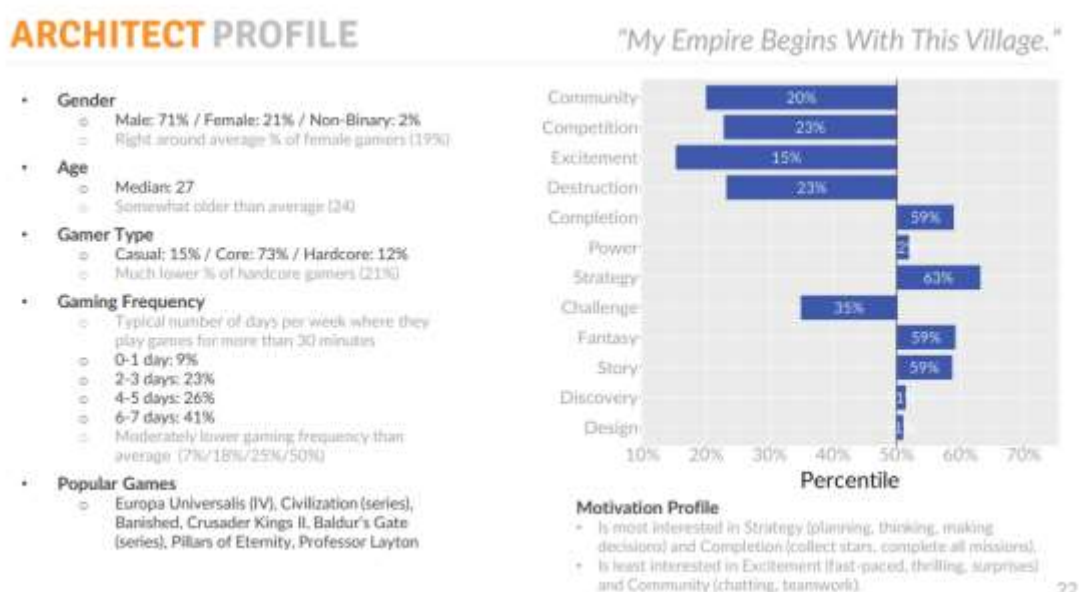 ARCHITECT PROFILE
"My Empire Begins With This Village."
• Gender
o Male: 71% / Female: 21% / Non-Binary: 2%
o Right around average % of female gamers (19%)
• Age
o Median: 27
o Somewhat older than average (24)
• Gamer Type
o Casual: 15% / Core: 73% / Hardcore: 12%
o Much lower % of hardcore gamers (21%)
• Gaming Frequency
o Typical number of days per week where they
play games for more than 30 minutes
o 0-1 day: 9%
o 2-3 days: 23%
o 4-5 days: 26%
o 6-7 days: 41%
o Moderately lower gaming frequency than
average (7%/18%/25%/50%)
• Popular Games
o Europa Universalis (IV), Civilization (series),
Banished, Crusader Kings II, Baldur's Gate
(series), Pillars of Eternity, Professor Layton
Community 20%
Competition 23%
Excitement 15%
Destruction 23%
Completion 59%
Power
Strategy 63%
Challenge 35%
Fantasy 59%
Story 59%
Discovery
Design
10% 20% 30% 40% 50% 60% 70%
Percentile
Motivation Profile
• Is most interested in Strategy (planning, thinking, making
decisions) and Completion (collect stars, complete all missions).
• Is least interested in Excitement (fast-paced, thrilling, surprises)
and Community (chatting, teamwork).
22